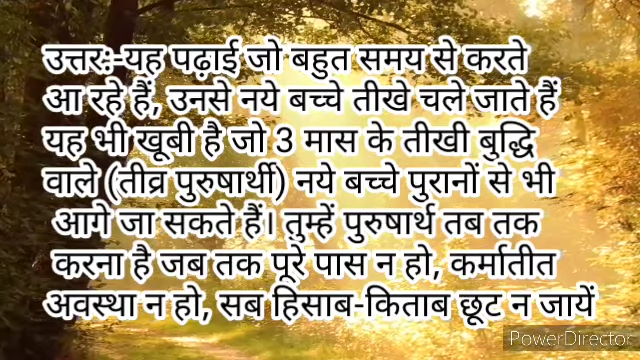 उत्तर:-यह पढ़ाई जो बहुत समय से करते
आ रहे हैं, उनसे नये बच्चे तीखे चले जाते हैं
यह भी खूबी है जो 3 मास के तीखी बुद्धि
वाले (तीव्र पुरुषार्थी) नये बच्चे पुरानों से भी
आगे जा सकते हैं। तुम्हें पुरुषार्थ तब तक
करना है जब तक पूरे पास न हो, कर्मातीत
अवस्था न हो, सब हिसाब-किताब छूट न जायें
PowerDirector